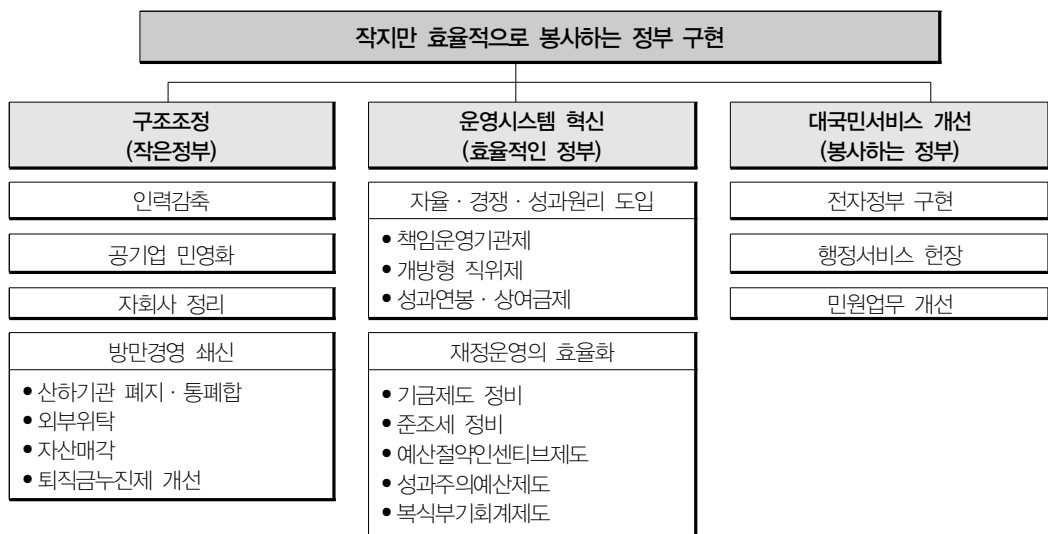 작지만 효율적으로 봉사하는 정부 구현
구조조정
(작은정부)
인력감축
공기업 민영화
자회사 정리
방만경영 쇄신
• 산하기관 폐지 · 통폐합
• 외부위탁
• 자산매각
• 퇴직금누진제 개선
운영시스템 혁신
(효율적인 정부)
자율 · 경쟁 · 성과원리 도입
• 책임운영기관제
• 개방형 직위제
• 성과연봉 · 상여금제
재정운영의 효율화
• 기금제도 정비
• 준조세 정비
• 예산절약인센티브제도
• 성과주의예산제도
• 복식부기회계제도
대국민서비스 개선
(봉사하는 정부)
전자정부 구현
행정서비스 헌장
민원업무 개선